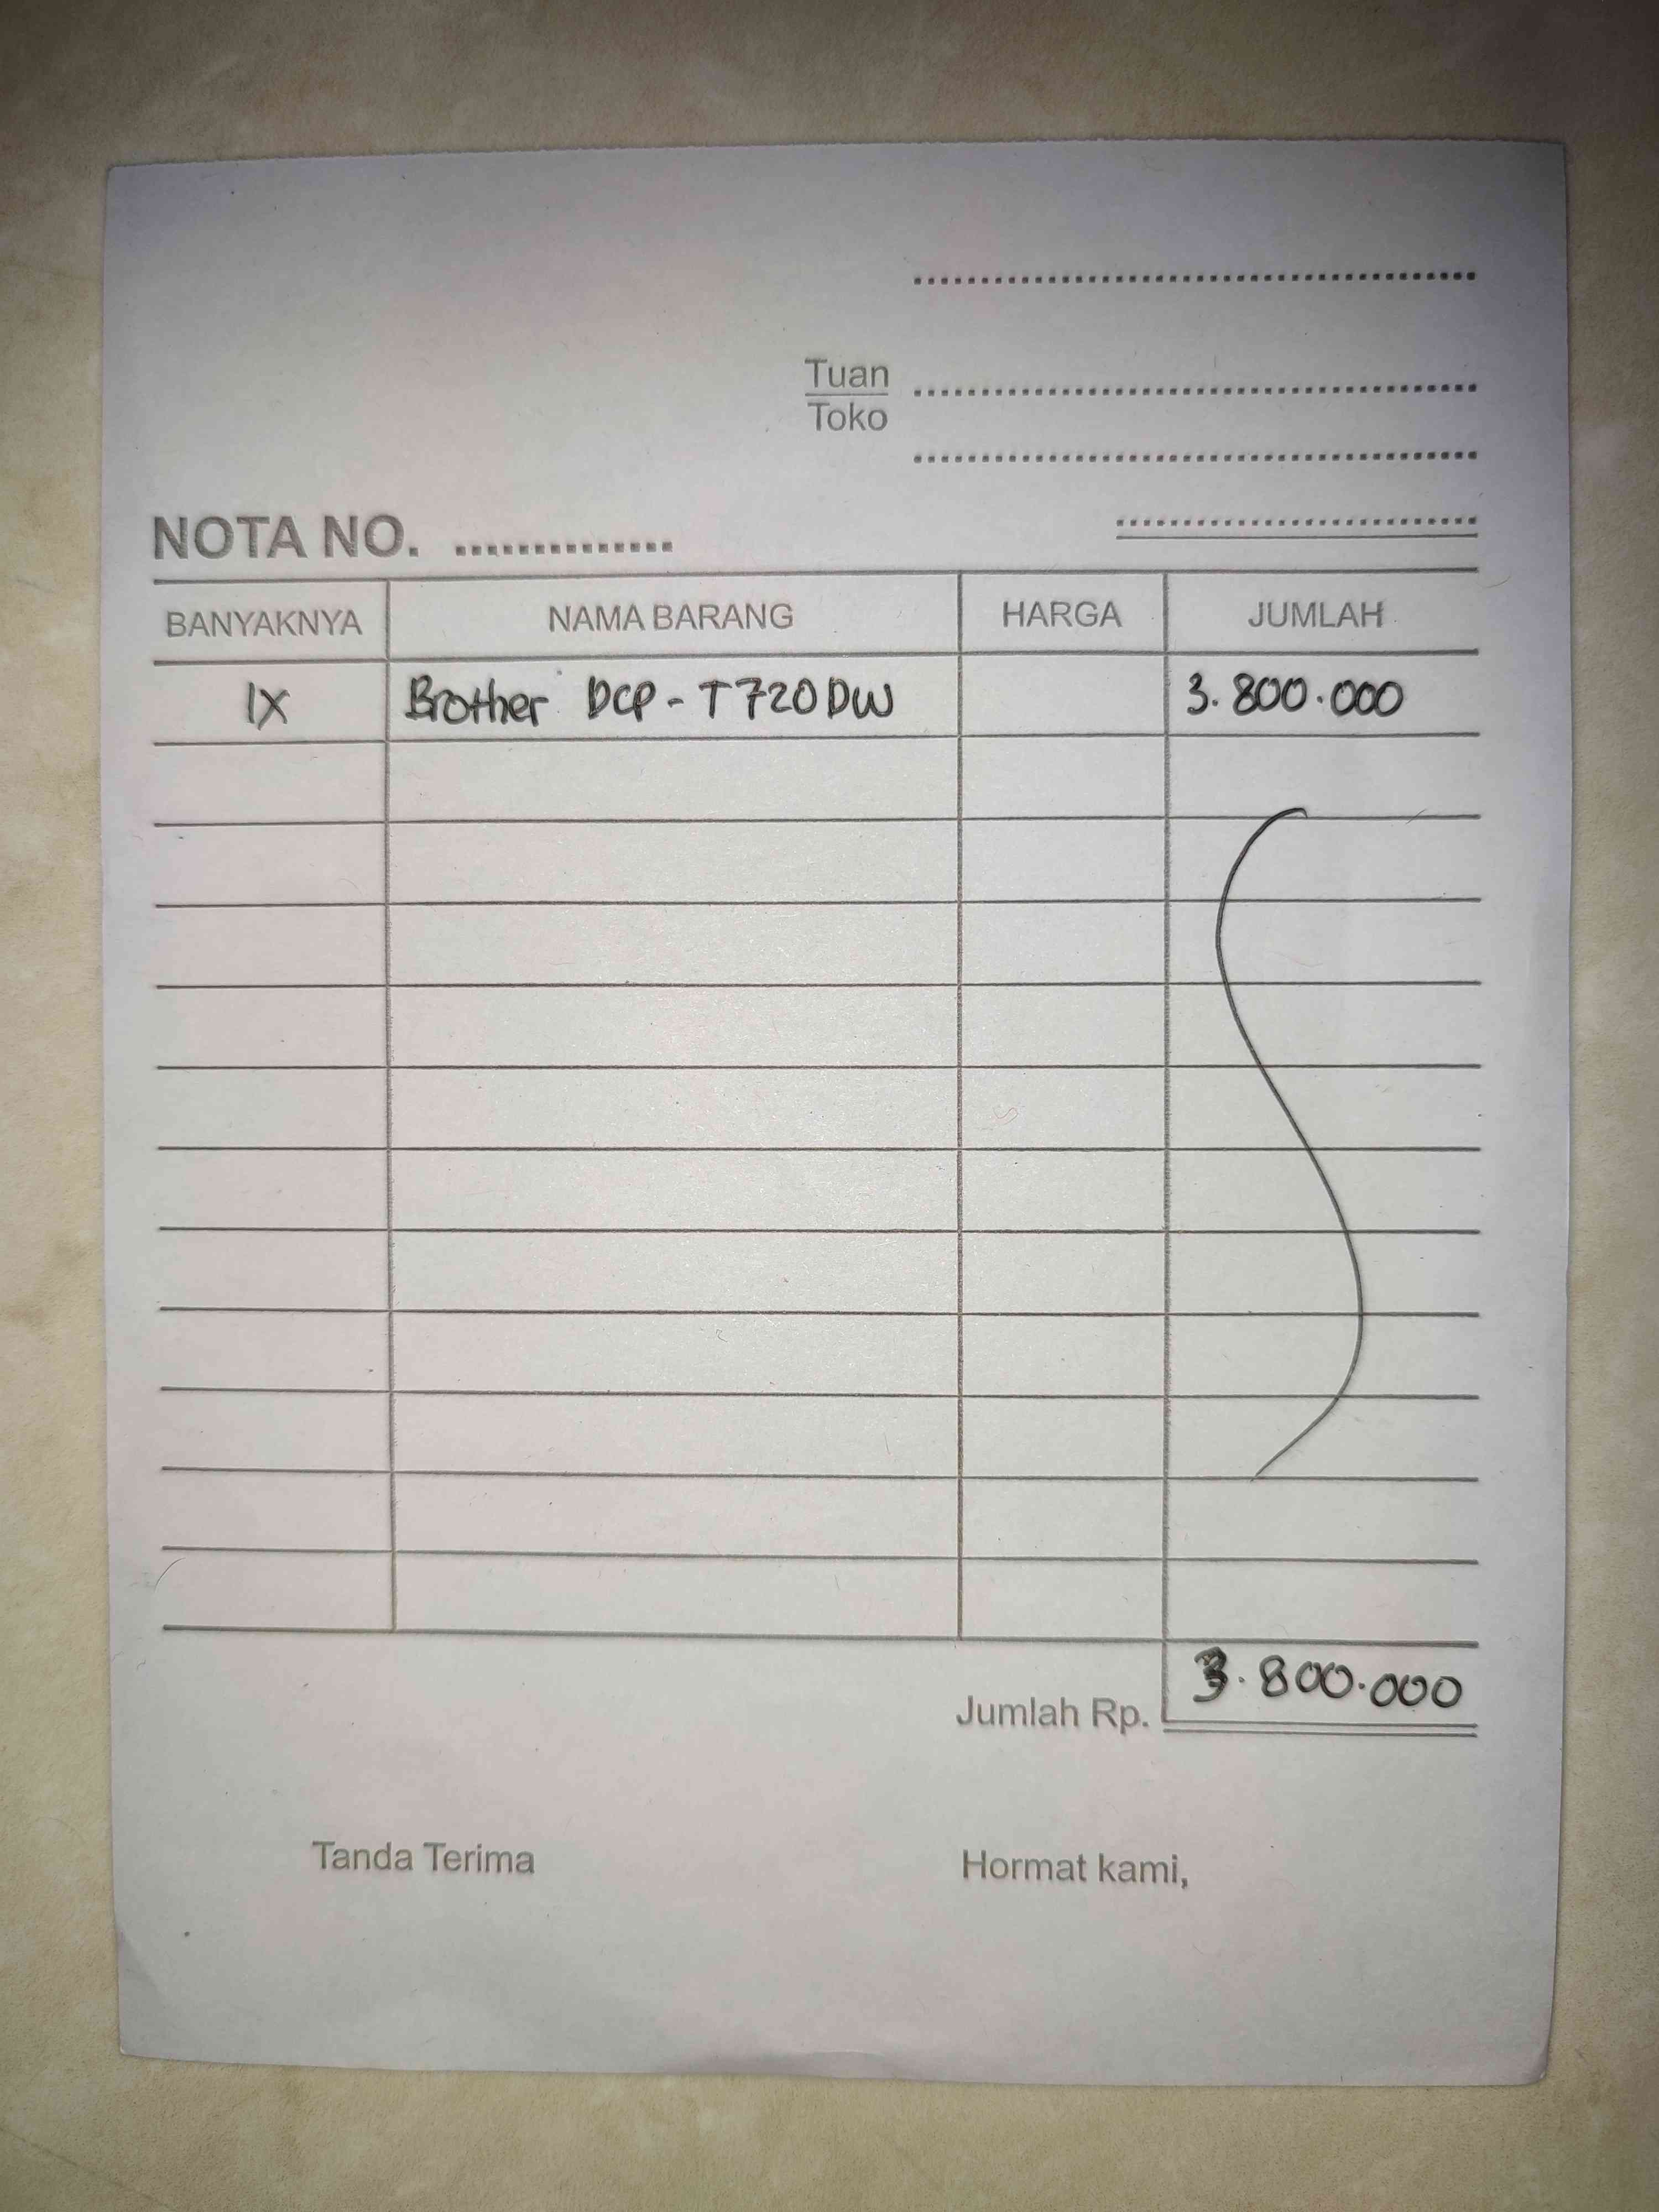 Tuan
Toko
NOTA NO. ..............
BANYAKNYA NAMA BARANG HARGA JUMLAH
1X Brother DCP-T720DW 3.800.000
Jumlah Rp. 3.800.000
Tanda Terima Hormat kami,